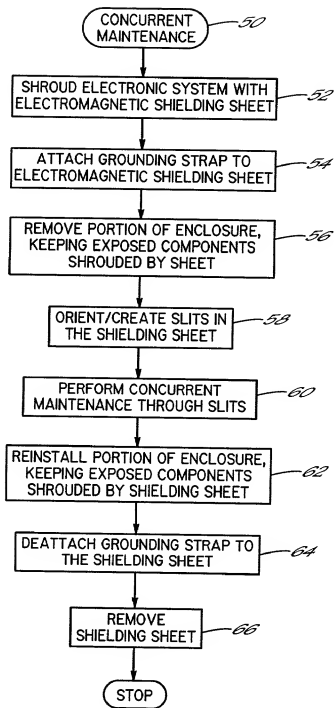 CONCURRENT
MAINTENANCE
50
SHROUD ELECTRONIC SYSTEM WITH
ELECTROMAGNETIC SHIELDING SHEET
52
ATTACH GROUNDING STRAP TO
ELECTROMAGNETIC SHIELDING SHEET
54
REMOVE PORTION OF ENCLOSURE,
KEEPING EXPOSED COMPONENTS
SHROUDED BY SHEET
56
ORIENT/CREATE SLITS IN
THE SHIELDING SHEET
58
PERFORM CONCURRENT
MAINTENANCE THROUGH SLITS
60
REINSTALL PORTION OF ENCLOSURE,
KEEPING EXPOSED COMPONENTS
SHROUDED BY SHIELDING SHEET
62
DEATTACH GROUNDING STRAP TO
THE SHIELDING SHEET
64
REMOVE
SHIELDING SHEET
66
STOP